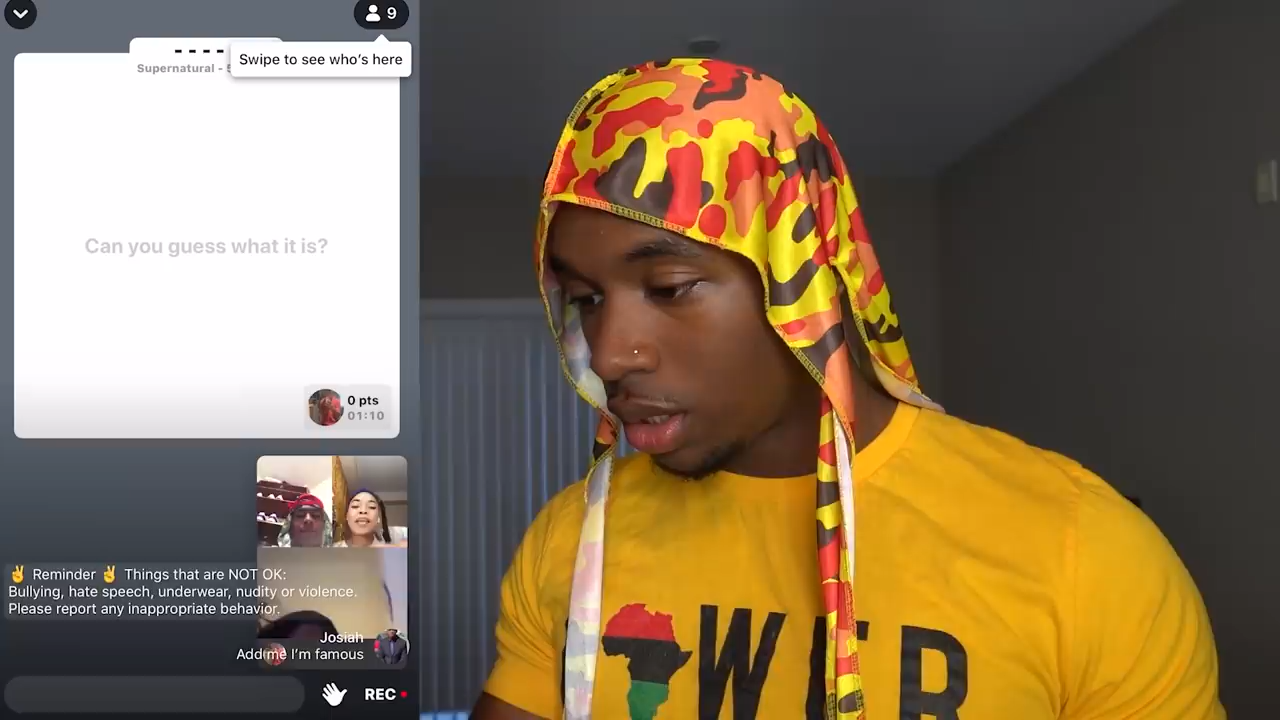 9
Swipe to see who's here
Supernatural -
Can you guess what it is?
0 pts
01:10
✌️ Reminder ✌️ Things that are NOT OK:
Bullying, hate speech, underwear, nudity or violence.
Please report any inappropriate behavior.
Josiah
Add me I'm famous
REC
WER